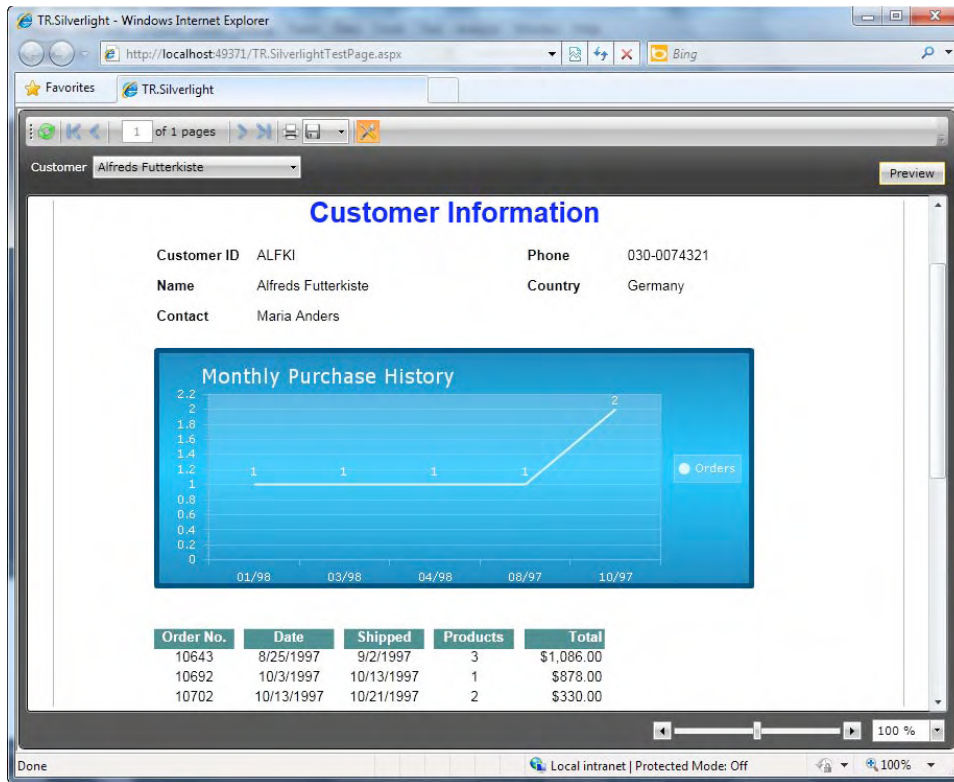 TR.Silverlight - Windows Internet Explorer
http://localhost:49371/TR.SilverlightTestPage.aspx
Bing
Favorites TR.Silverlight
1 of 1 pages
Customer Alfreds Futterkiste
Preview
Customer Information
Customer ID ALFKI Phone 030-0074321
Name Alfreds Futterkiste Country Germany
Contact Maria Anders
Monthly Purchase History
2.2
2
1.8
1.6
1.4
1.2
1
0.8
0.6
0.4
0.2
0
1 1 1 1 2
Orders
01/98 03/98 04/98 08/97 10/97
Order No. Date Shipped Products Total
10643 8/25/1997 9/2/1997 3 $1,086.00
10692 10/3/1997 10/13/1997 1 $878.00
10702 10/13/1997 10/21/1997 2 $330.00
100 %
Done Local intranet | Protected Mode: Off 100%